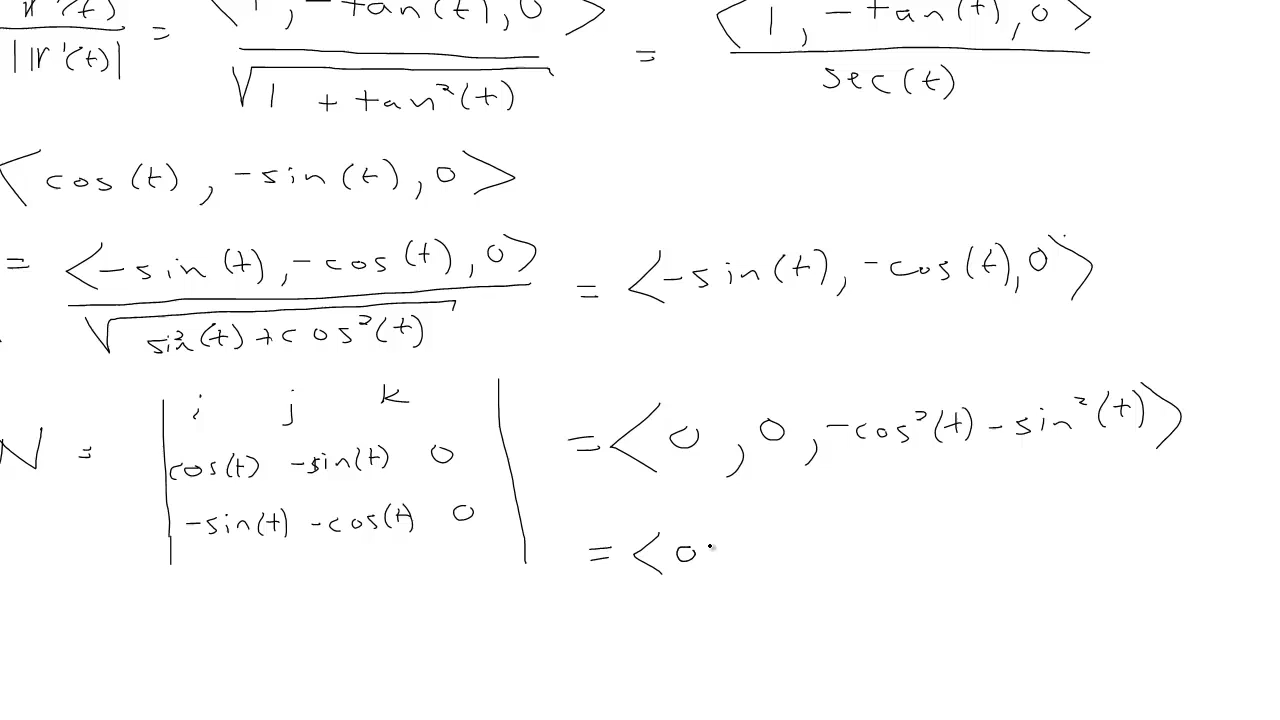 r'(t) / |r'(t)| = <1, -tan(t), 0> / √(1 + tan²(t)) = <1, -tan(t), 0> / sec(t)
<cos(t), -sin(t), 0>
= <-sin(t), -cos(t), 0> / √(sin²(t) + cos²(t)) = <-sin(t), -cos(t), 0>
N = | i j k | = <0, 0, -cos²(t) - sin²(t)>
cos(t) -sin(t) 0
-sin(t) -cos(t) 0
= <0